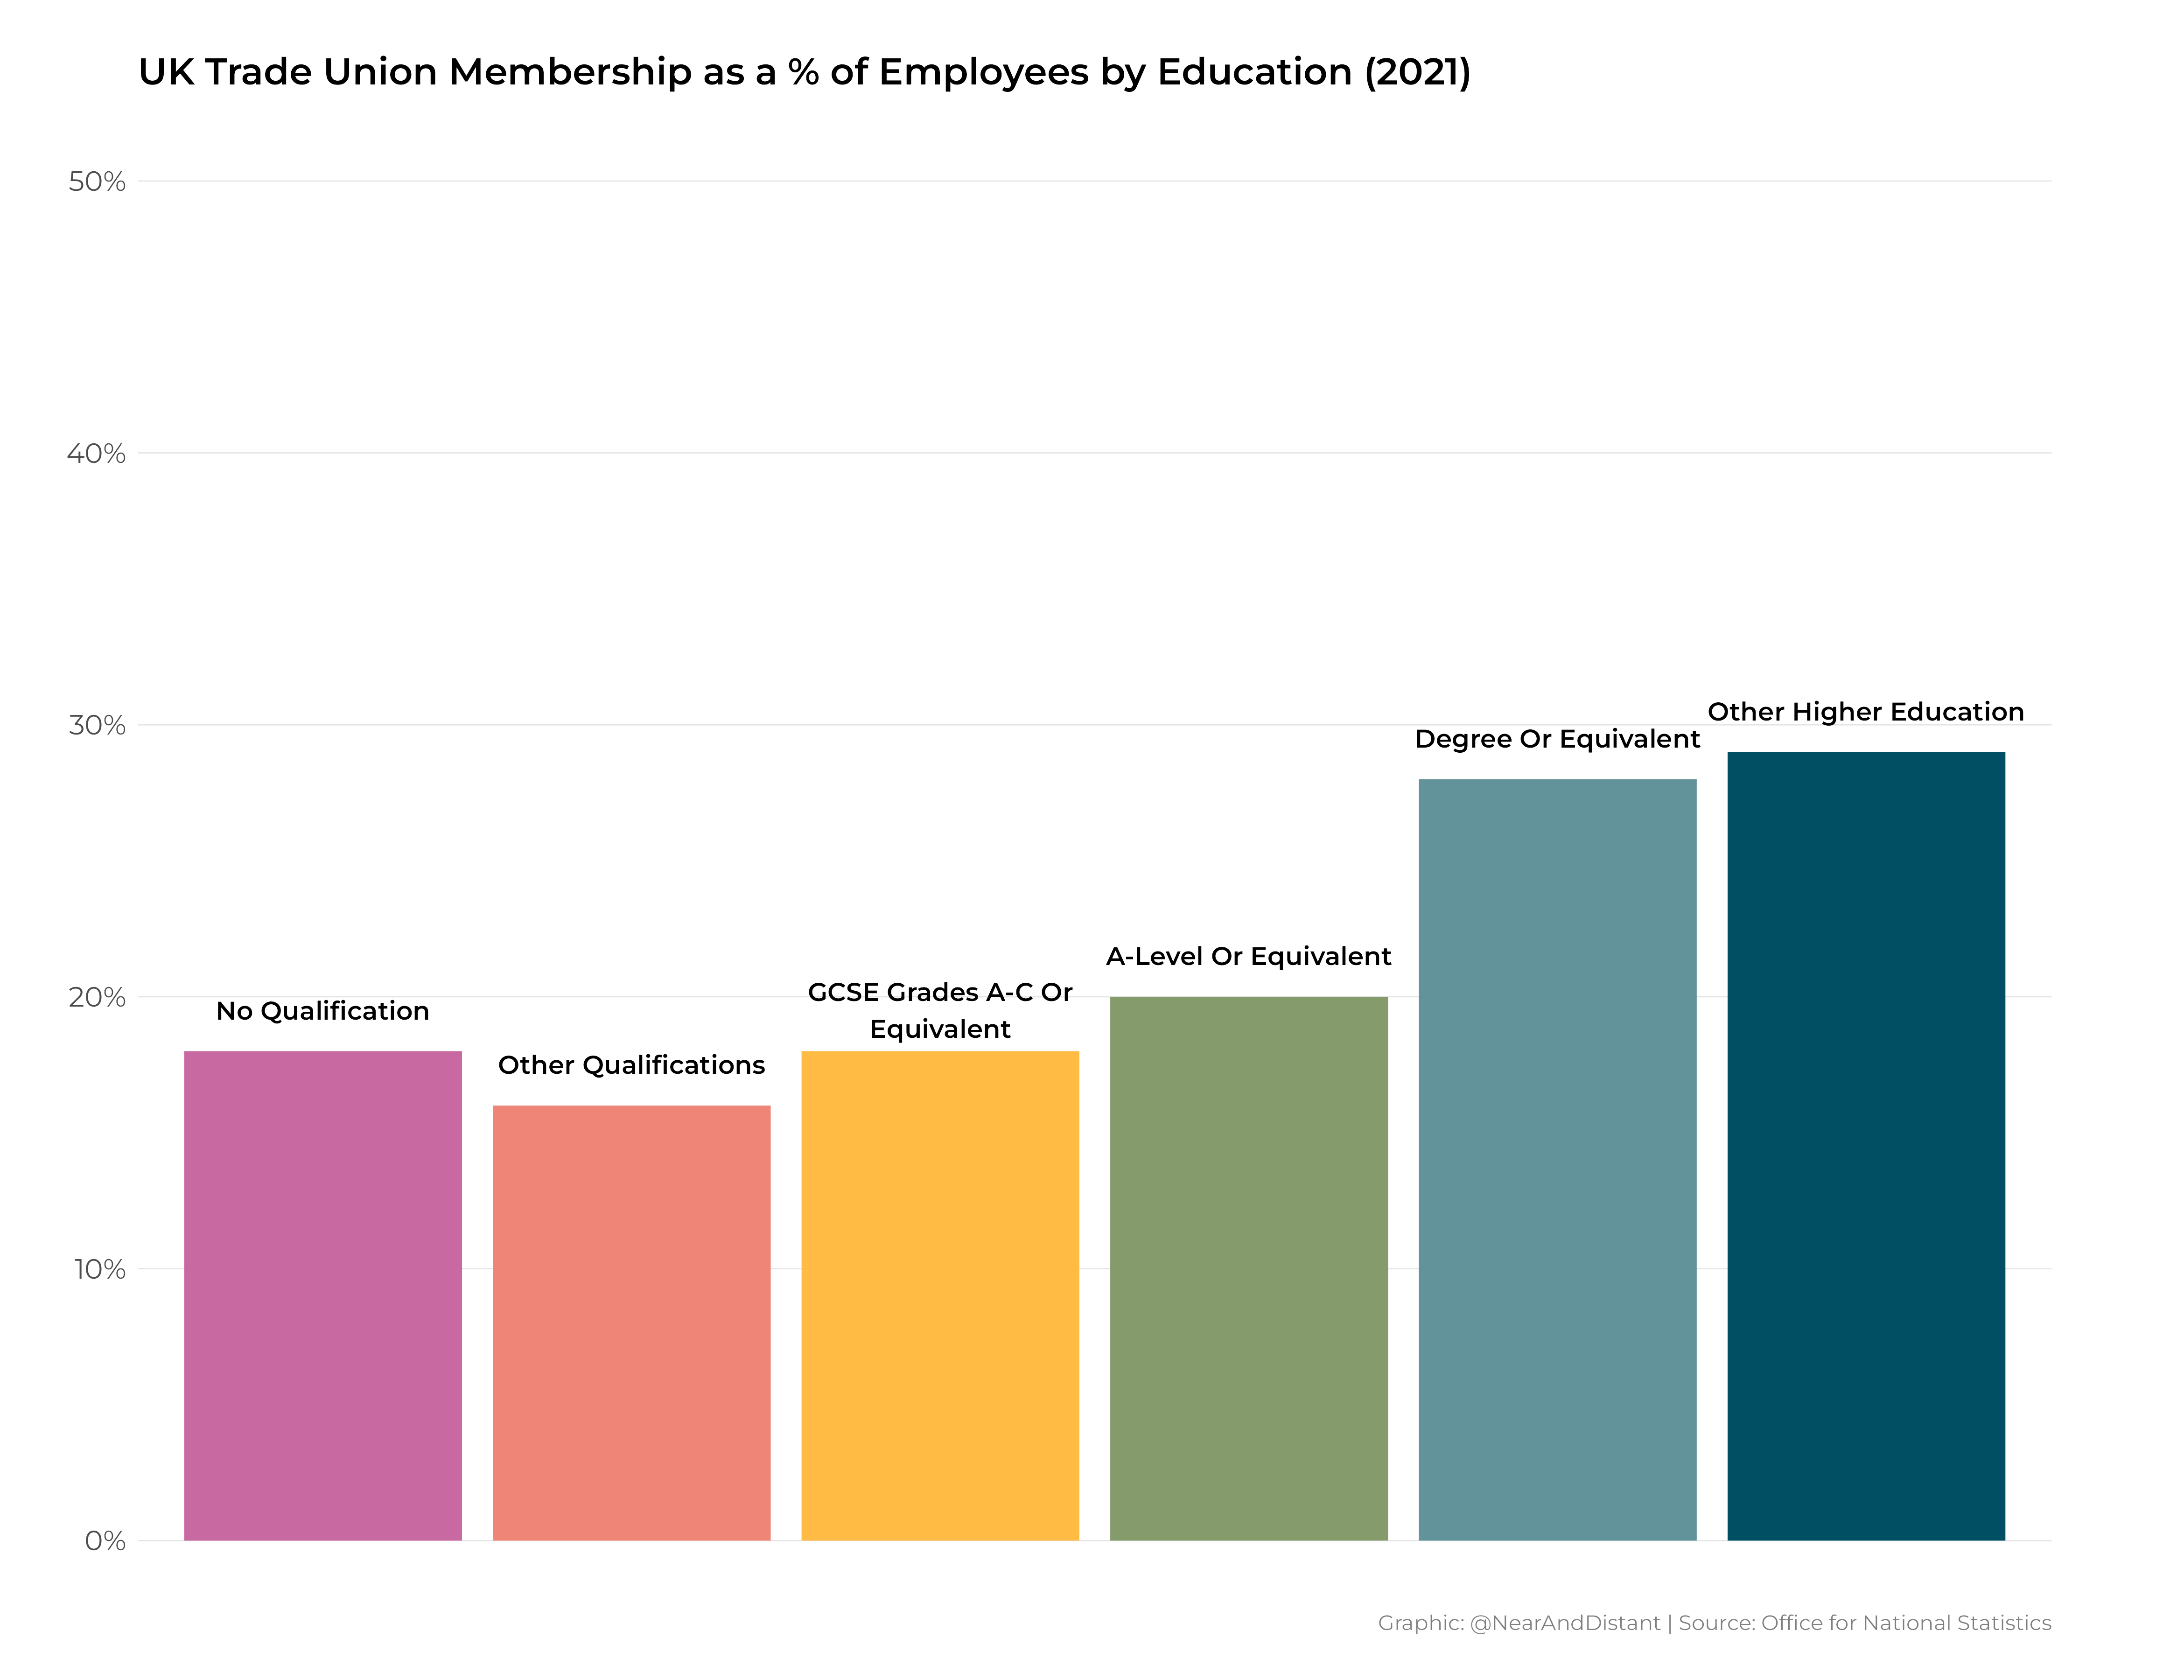 UK Trade Union Membership as a % of Employees by Education (2021)
50%
40%
30%
20%
10%
0%
No Qualification
Other Qualifications
GCSE Grades A-C Or
Equivalent
A-Level Or Equivalent
Degree Or Equivalent
Other Higher Education
Graphic: @NearAndDistant | Source: Office for National Statistics